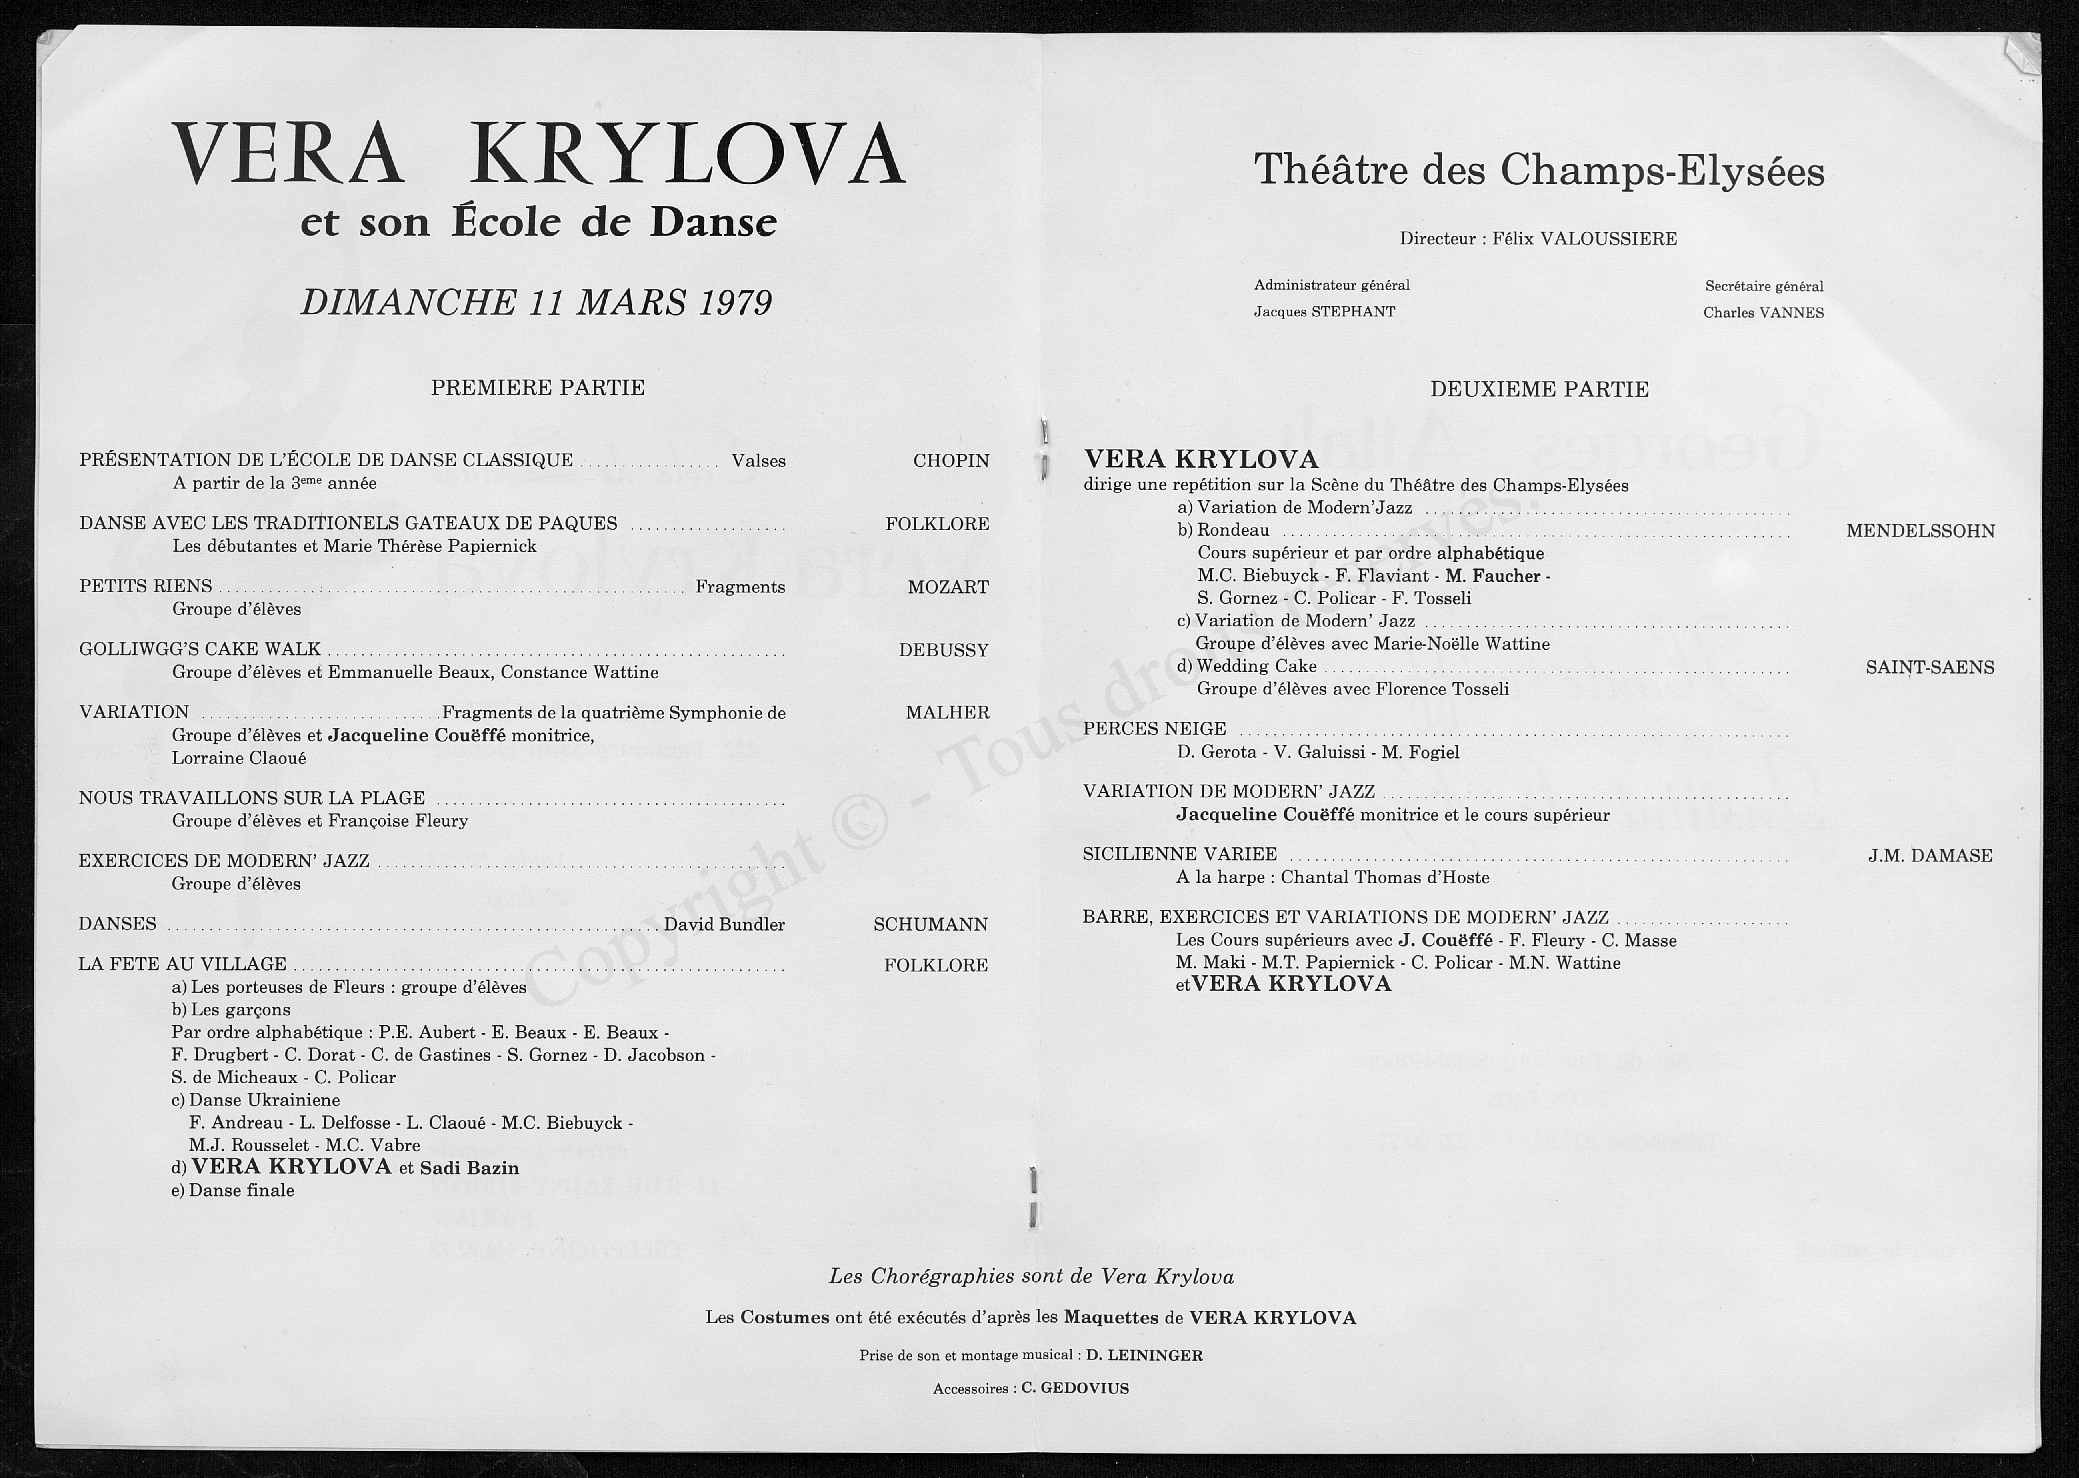 VERA KRYLOVA
et son École de Danse
DIMANCHE 11 MARS 1979
PREMIERE PARTIE
PRÉSENTATION DE L'ÉCOLE DE DANSE CLASSIQUE ................ Valses CHOPIN
A partir de la 3eme année
DANSE AVEC LES TRADITIONELS GATEAUX DE PAQUES ................... FOLKLORE
Les débutantes et Marie Thérèse Papiernick
PETITS RIENS ................................ Fragments MOZART
Groupe d'élèves
GOLLIWGG'S CAKE WALK ................................ DEBUSSY
Groupe d'élèves et Emmanuelle Beaux, Constance Wattine
VARIATION ............................. Fragments de la quatrième Symphonie de MALHER
Groupe d'élèves et Jacqueline Couëffé monitrice,
Lorraine Claoué
NOUS TRAVAILLONS SUR LA PLAGE ................................
Groupe d'élèves et Françoise Fleury
EXERCICES DE MODERN' JAZZ ................................
Groupe d'élèves
DANSES ................................ David Bundler SCHUMANN
LA FETE AU VILLAGE ................................ FOLKLORE
a) Les porteuses de Fleurs : groupe d'élèves
b) Les garçons
Par ordre alphabétique : P.E. Aubert - E. Beaux - E. Beaux -
F. Drugbert - C. Dorat - C. de Gastines - S. Gornez - D. Jacobson -
S. de Micheaux - C. Policar
c) Danse Ukrainiene
F. Andreau - L. Delfosse - L. Claoué - M.C. Biebuyck -
M.J. Rousselet - M.C. Vabre
d) VERA KRYLOVA et Sadi Bazin
e) Danse finale
Théâtre des Champs-Elysées
Directeur : Félix VALOUSSIERE
Administrateur général Secrétaire général
Jacques STEPHANT Charles VANNES
DEUXIEME PARTIE
VERA KRYLOVA
dirige une repétition sur la Scène du Théâtre des Champs-Elysées
a) Variation de Modern'Jazz ................................
b) Rondeau ................................ MENDELSSOHN
Cours supérieur et par ordre alphabétique
M.C. Biebuyck - F. Flaviant - M. Faucher -
S. Gornez - C. Policar - F. Tosseli
c) Variation de Modern' Jazz ................................
Groupe d'élèves avec Marie-Noëlle Wattine
d) Wedding Cake ................................ SAINT-SAENS
Groupe d'élèves avec Florence Tosseli
PERCES NEIGE ................................
D. Gerota - V. Galuissi - M. Fogiel
VARIATION DE MODERN' JAZZ ................................
Jacqueline Couëffé monitrice et le cours supérieur
SICILIENNE VARIEE ................................ J.M. DAMASE
A la harpe : Chantal Thomas d'Hoste
BARRE, EXERCICES ET VARIATIONS DE MODERN' JAZZ .....................
Les Cours supérieurs avec J. Couëffé - F. Fleury - C. Masse
M. Maki - M.T. Papiernick - C. Policar - M.N. Wattine
et VERA KRYLOVA
Les Chorégraphies sont de Vera Krylova
Les Costumes ont été exécutés d'après les Maquettes de VERA KRYLOVA
Prise de son et montage musical : D. LEININGER
Accessoires : C. GEDOVIUS
Copyright © - Tous droits réservés.